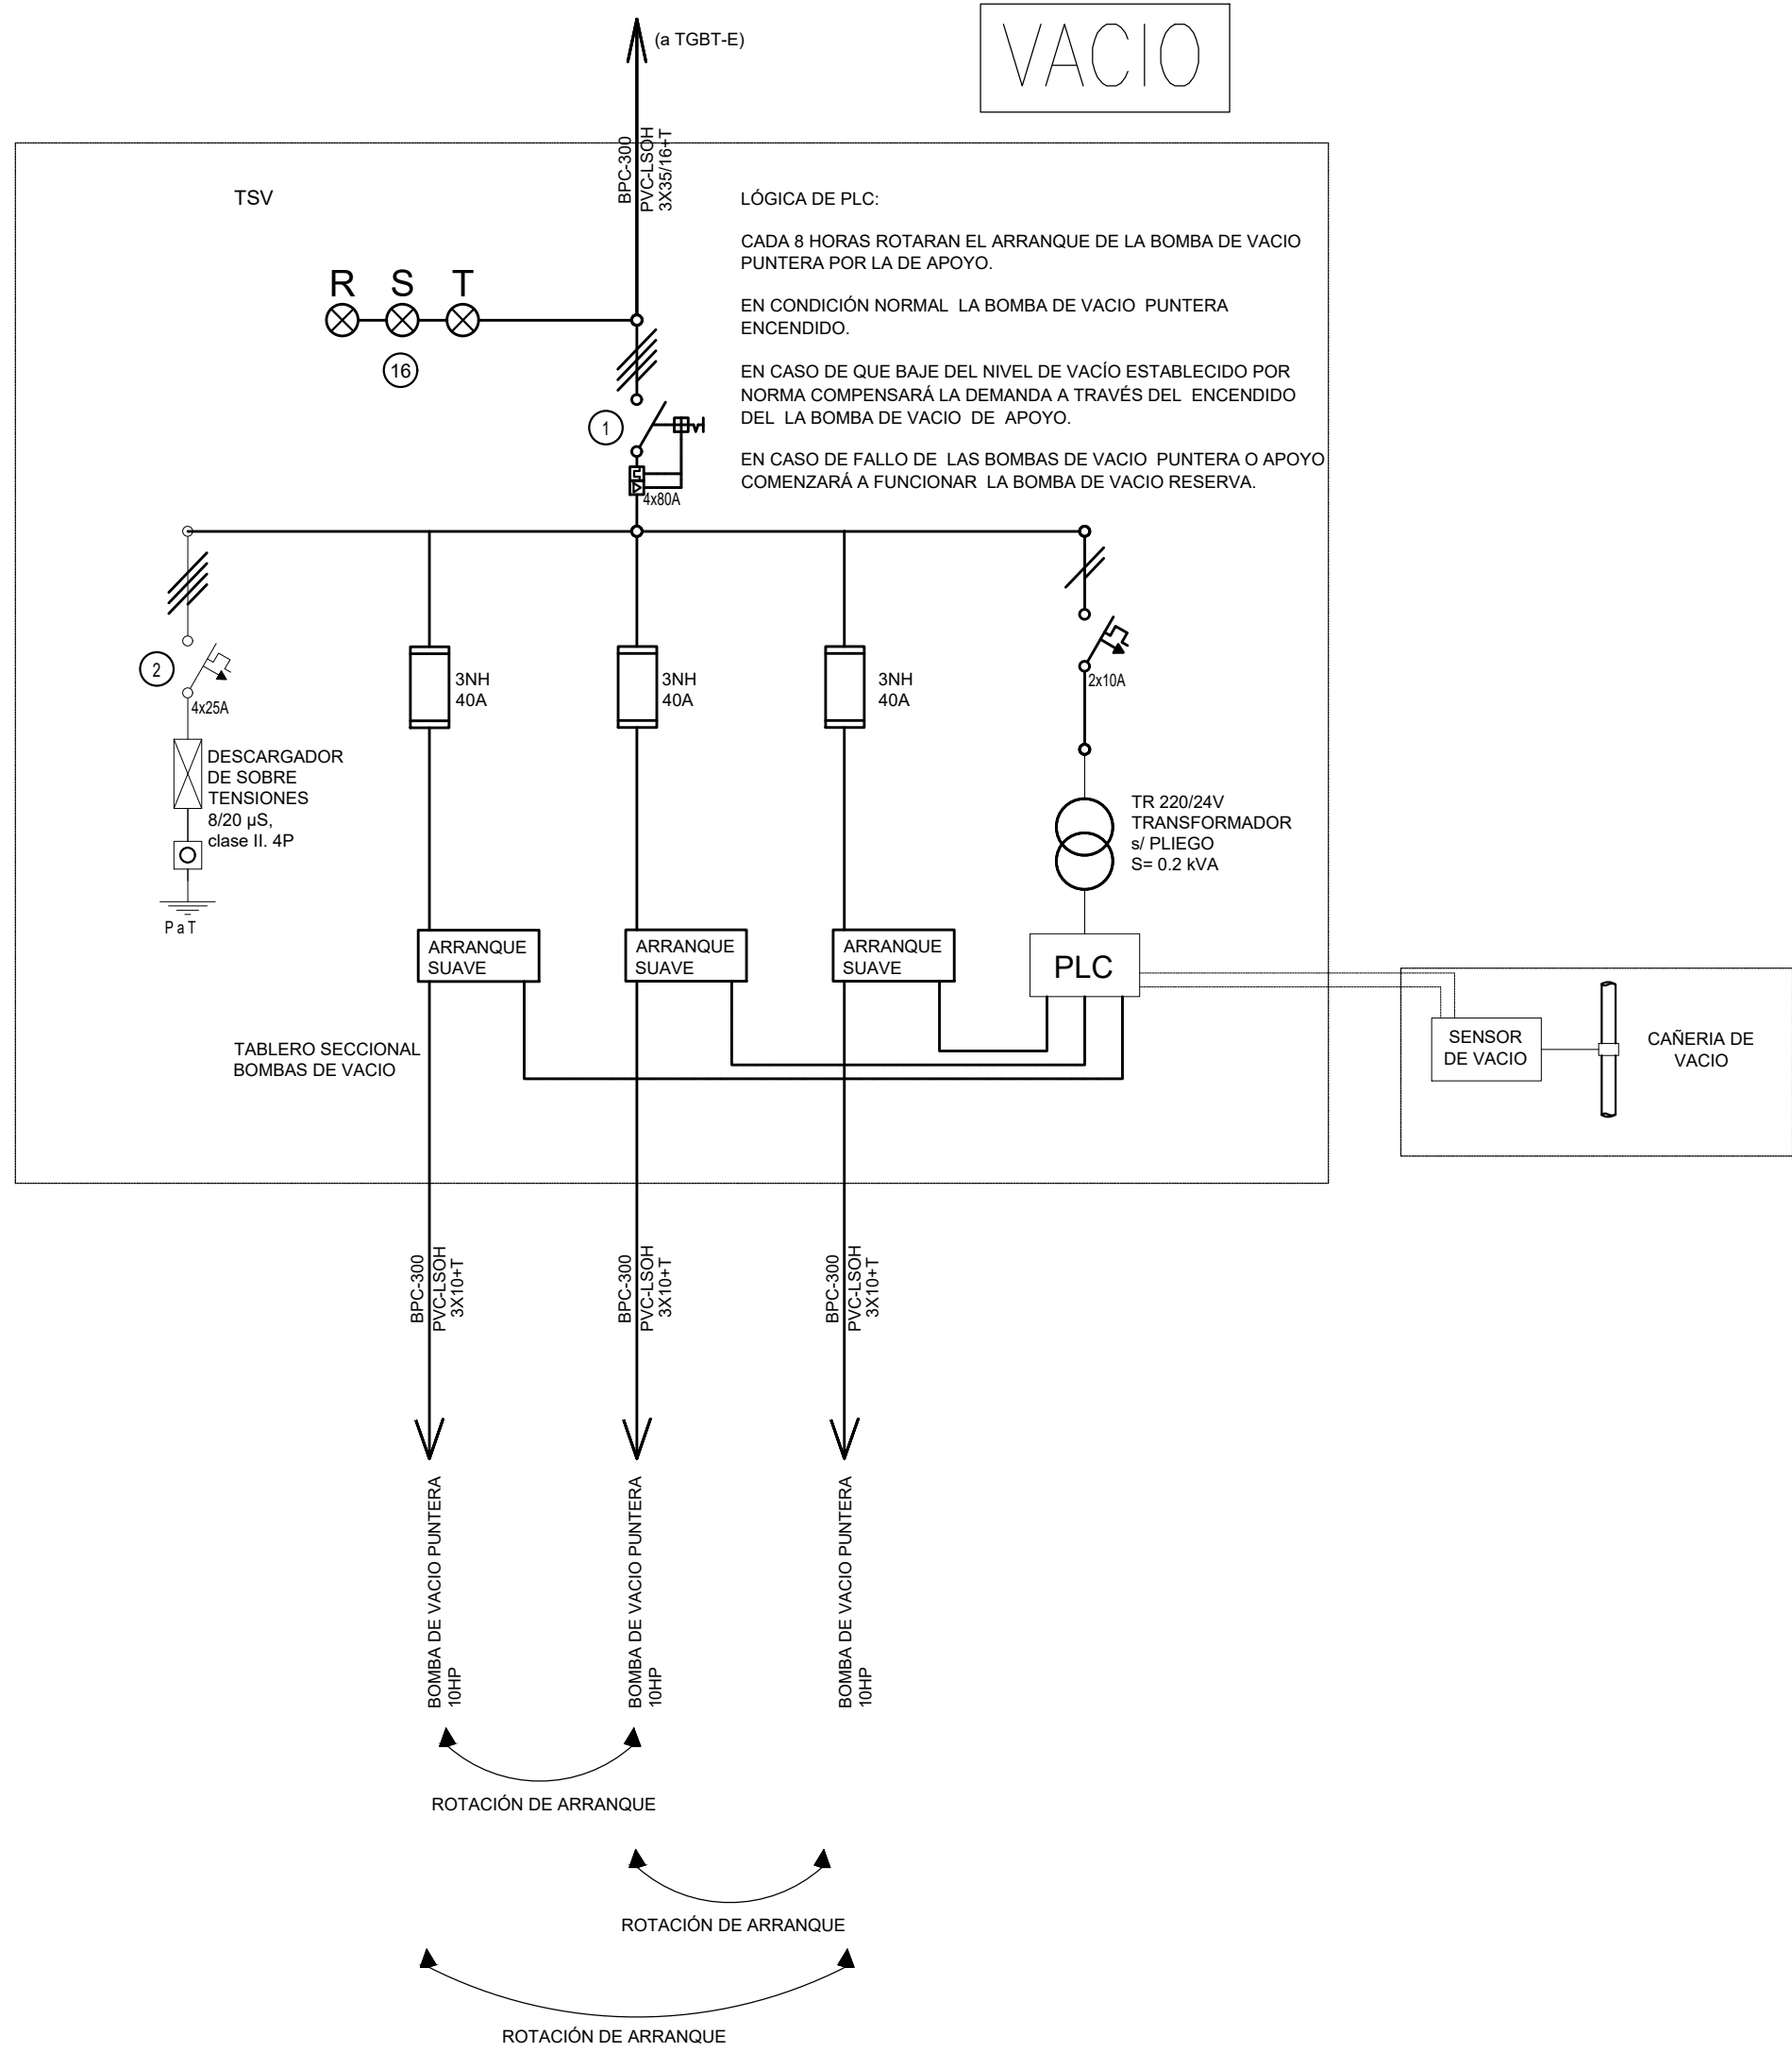 (a TGBT-E)
VACIO
BPC-300
PVC-LSOH
3X35/16+T
TSV
R S T
16
LÓGICA DE PLC:
CADA 8 HORAS ROTARAN EL ARRANQUE DE LA BOMBA DE VACIO
PUNTERA POR LA DE APOYO.
EN CONDICIÓN NORMAL LA BOMBA DE VACIO PUNTERA
ENCENDIDO.
EN CASO DE QUE BAJE DEL NIVEL DE VACÍO ESTABLECIDO POR
NORMA COMPENSARÁ LA DEMANDA A TRAVÉS DEL ENCENDIDO
DEL LA BOMBA DE VACIO DE APOYO.
EN CASO DE FALLO DE LAS BOMBAS DE VACIO PUNTERA O APOYO
COMENZARÁ A FUNCIONAR LA BOMBA DE VACIO RESERVA.
1
4x80A
2
4x25A
3NH
40A
3NH
40A
3NH
40A
2x10A
DESCARGADOR
DE SOBRE
TENSIONES
8/20 µS,
clase II. 4P
P a T
TR 220/24V
TRANSFORMADOR
s/ PLIEGO
S= 0.2 kVA
ARRANQUE
SUAVE
ARRANQUE
SUAVE
ARRANQUE
SUAVE
PLC
SENSOR
DE VACIO
CAÑERIA DE
VACIO
TABLERO SECCIONAL
BOMBAS DE VACIO
BPC-300
PVC-LSOH
3X10+T
BPC-300
PVC-LSOH
3X10+T
BPC-300
PVC-LSOH
3X10+T
BOMBA DE VACIO PUNTERA
10HP
BOMBA DE VACIO PUNTERA
10HP
BOMBA DE VACIO PUNTERA
10HP
ROTACIÓN DE ARRANQUE
ROTACIÓN DE ARRANQUE
ROTACIÓN DE ARRANQUE